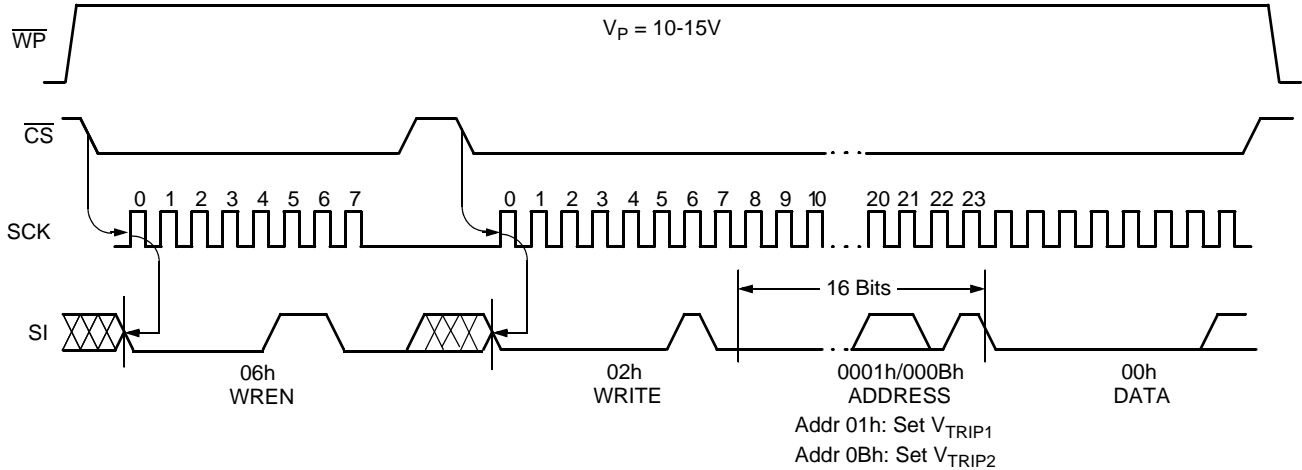 WP
V_P = 10-15V
CS
0 1 2 3 4 5 6 7
0 1 2 3 4 5 6 7 8 9 10
20 21 22 23
SCK
16 Bits
SI
06h
WREN
02h
WRITE
0001h/000Bh
ADDRESS
00h
DATA
Addr 01h: Set V_TRIP1
Addr 0Bh: Set V_TRIP2